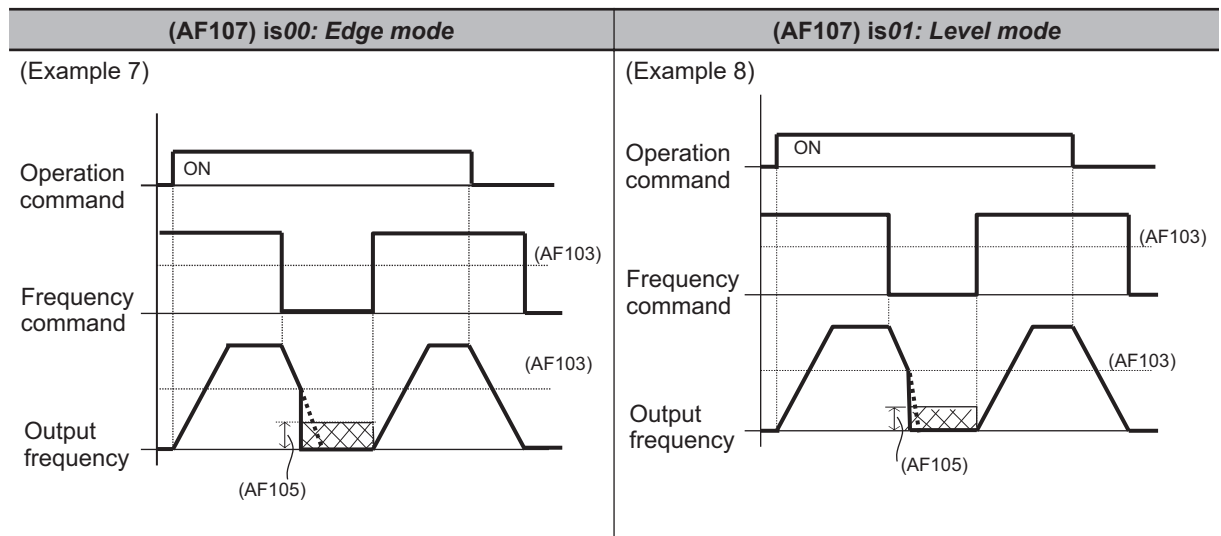 (AF107) is00: Edge mode
(AF107) is01: Level mode
(Example 7)
Operation
command
ON
Frequency
command
(AF103)
Output
frequency
(AF103)
(AF105)
(Example 8)
Operation
command
ON
Frequency
command
(AF103)
Output
frequency
(AF103)
(AF105)